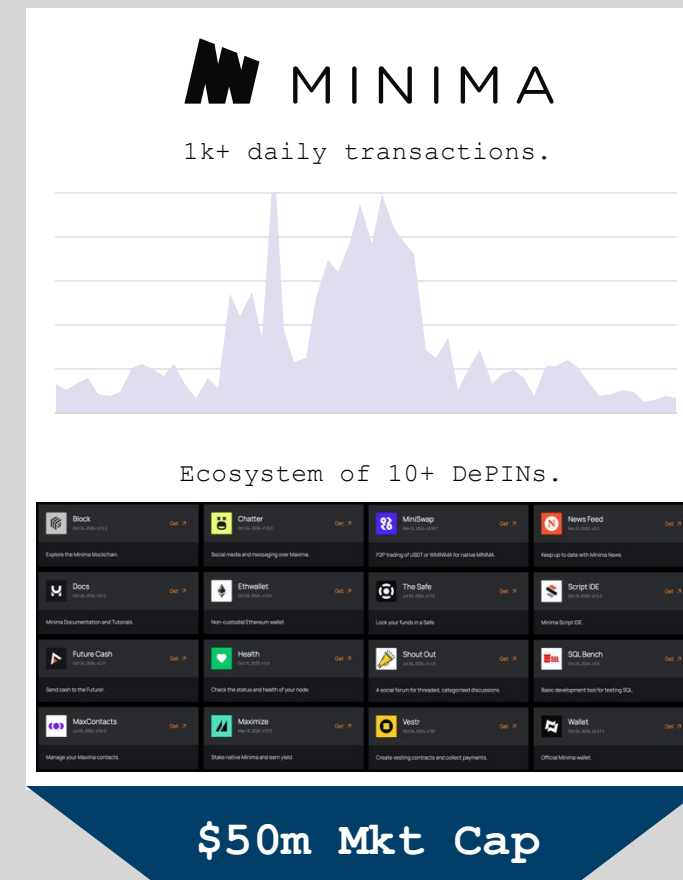 MINIMA
1k+ daily transactions.
Ecosystem of 10+ DePINs.
Block
Get
Explore the Minima blockchain.
Chatter
Get
Social media and messaging over Maxima.
MiniSwap
Get
P2P trading of USDT or WMINIMA for native MINIMA.
News Feed
Get
Keep up to date with Minima News.
Docs
Get
Minima Documentation and Tutorials.
Ethwallet
Get
Non-custodial Ethereum wallet.
The Safe
Get
Lock your funds in a Safe.
Script IDE
Get
Minima Script IDE.
Future Cash
Get
Send cash to the Future!.
Health
Get
Check the status and health of your node.
Shout Out
Get
A social forum for threaded, categorised discussions.
SQL
SQL Bench
Get
Basic development tool for testing SQL.
MaxContacts
Get
Manage your Maxima contacts.
Maximize
Get
Stake native Minima and earn yield.
Vestr
Get
Create vesting contracts and collect payments.
Wallet
Get
Official Minima wallet.
$50m Mkt Cap